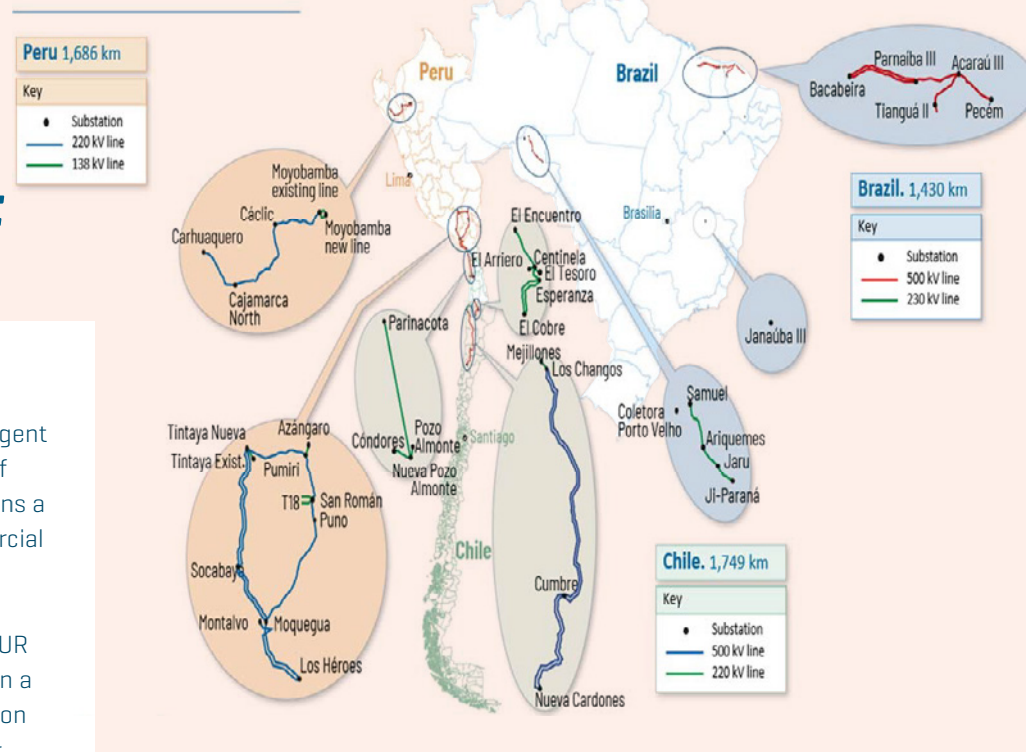 Peru 1,686 km
Key
Substation
220 kV line
138 kV line
Peru
Lima
Moyobamba
existing line
Cáclic
Moyobamba
new line
Carhuaquero
Cajamarca
North
Brazil
Brasilia
Parnaíba III
Acaraú III
Bacabeira
Tianguá II
Pecém
Brazil. 1,430 km
Key
Substation
500 kV line
230 kV line
Janaúba III
El Encuentro
El Arriero
Centinela
El Tesoro
Esperanza
El Cobre
Parinacota
Cóndores
Pozo
Almonte
Nueva Pozo
Almonte
Mejillones
Los Changos
Cumbre
Nueva Cardones
Santiago
Chile
Samuel
Coletora
Porto Velho
Ariquemes
Jaru
JI-Paraná
Tintaya Nueva
Azángaro
Tintaya Exist.
Pumiri
T18
San Román
Puno
Socabay
Montalvo
Moquegua
Los Héroes
Chile. 1,749 km
Key
Substation
500 kV line
220 kV line
gent
f
ns a
rcial
UR
n a
on